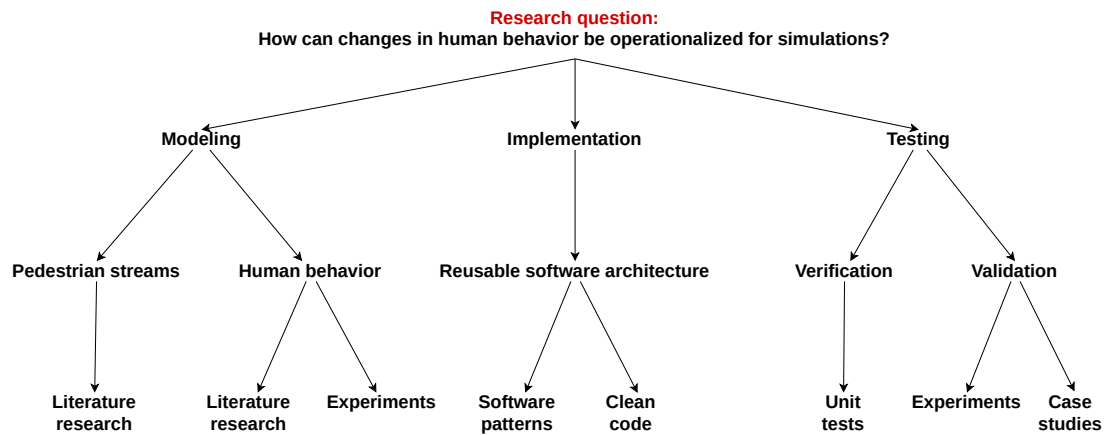 Research question:
How can changes in human behavior be operationalized for simulations?
Modeling
Implementation
Testing
Pedestrian streams
Human behavior
Reusable software architecture
Verification
Validation
Literature
research
Literature
research
Experiments
Software
patterns
Clean
code
Unit
tests
Experiments
Case
studies